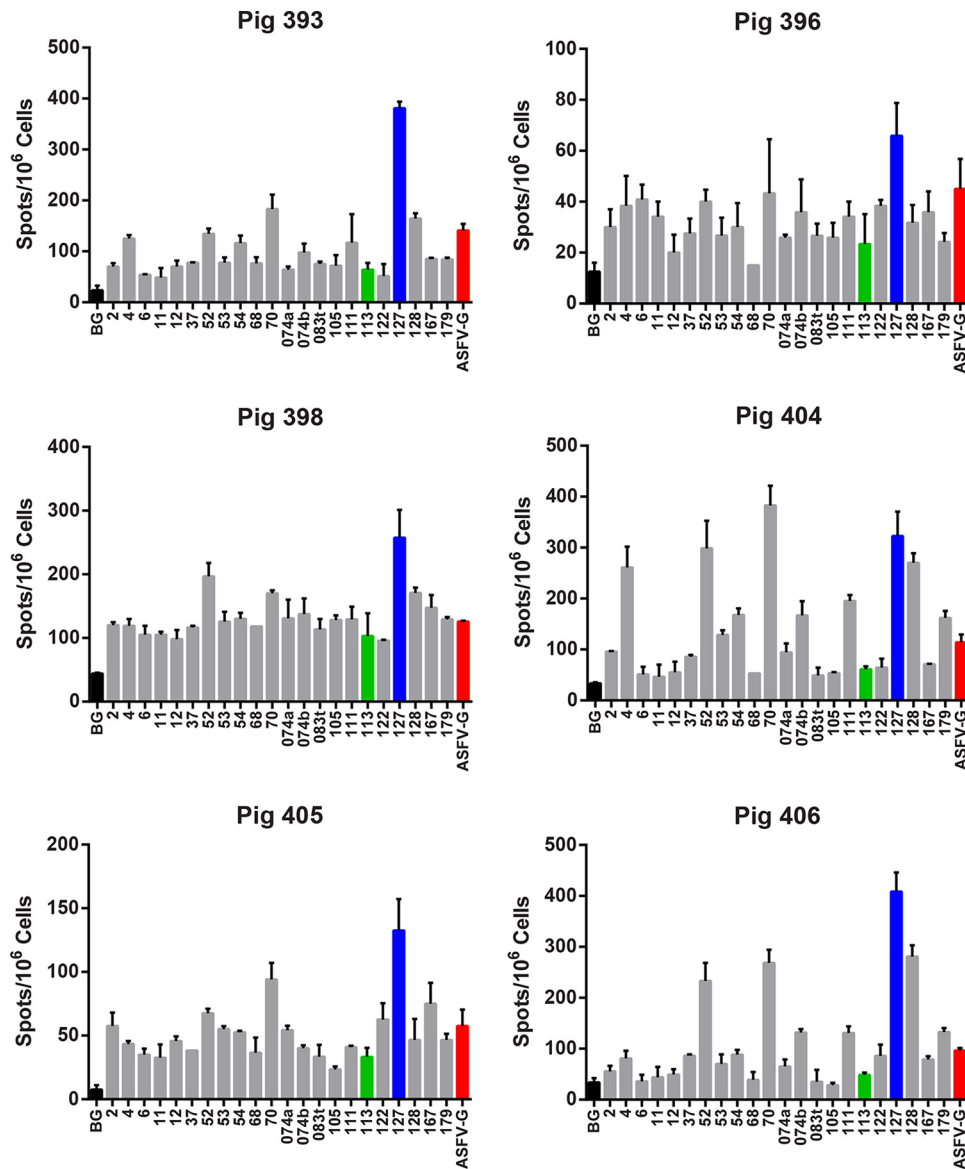 Pig 393
Spots/10⁶ Cells
500
400
300
200
100
0
BG 2 4 6 11 12 37 52 53 54 68 70 074a 074b 083t 105 111 113 122 127 128 167 179 ASFV-G
Pig 396
Spots/10⁶ Cells
100
80
60
40
20
0
BG 2 4 6 11 12 37 52 53 54 68 70 074a 074b 083t 105 111 113 122 127 128 167 179 ASFV-G
Pig 398
Spots/10⁶ Cells
400
300
200
100
0
BG 2 4 6 11 12 37 52 53 54 68 70 074a 074b 083t 105 111 113 122 127 128 167 179 ASFV-G
Pig 404
Spots/10⁶ Cells
500
400
300
200
100
0
BG 2 4 6 11 12 37 52 53 54 68 70 074a 074b 083t 105 111 113 122 127 128 167 179 ASFV-G
Pig 405
Spots/10⁶ Cells
200
150
100
50
0
BG 2 4 6 11 12 37 52 53 54 68 70 074a 074b 083t 105 111 113 122 127 128 167 179 ASFV-G
Pig 406
Spots/10⁶ Cells
500
400
300
200
100
0
BG 2 4 6 11 12 37 52 53 54 68 70 074a 074b 083t 105 111 113 122 127 128 167 179 ASFV-G